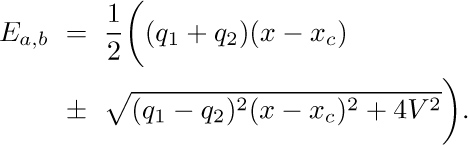 E_{a,b} = \frac{1}{2}\Bigg((q_1 + q_2)(x - x_c)
\pm \sqrt{(q_1 - q_2)^2(x - x_c)^2 + 4V^2}\Bigg).